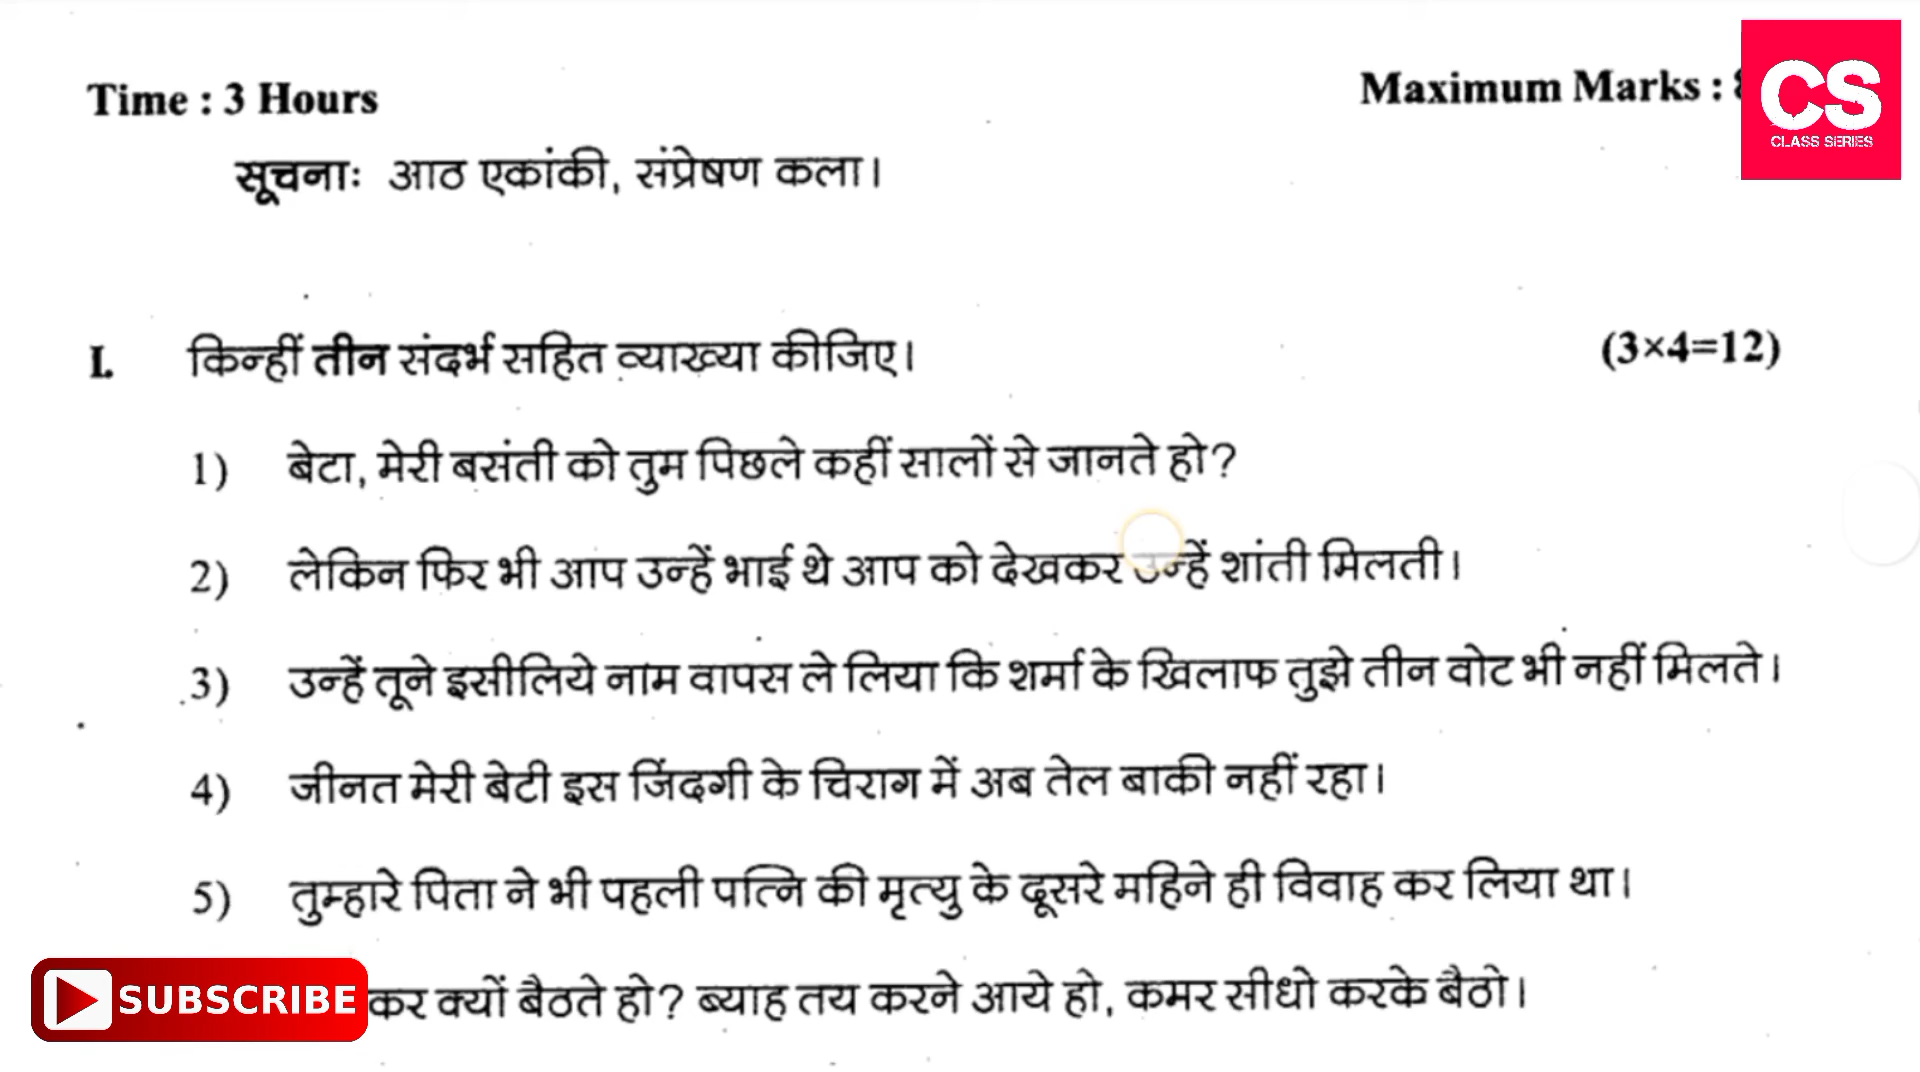 Time : 3 Hours
Maximum Marks :
CS
CLASS SERIES
सूचनाः आठ एकांकी, संप्रेषण कला।
I. किन्हीं तीन संदर्भ सहित व्याख्या कीजिए। (3×4=12)
1) बेटा, मेरी बसंती को तुम पिछले कहीं सालों से जानते हो?
2) लेकिन फिर भी आप उन्हें भाई थे आप को देखकर उन्हें शांती मिलती।
3) उन्हें तूने इसीलिये नाम वापस ले लिया कि शर्मा के खिलाफ तुझे तीन वोट भी नहीं मिलते।
4) जीनत मेरी बेटी इस जिंदगी के चिराग में अब तेल बाकी नहीं रहा।
5) तुम्हारे पिता ने भी पहली पत्नि की मृत्यु के दूसरे महिने ही विवाह कर लिया था।
कर क्यों बैठते हो? ब्याह तय करने आये हो, कमर सीधो करके बैठो।
SUBSCRIBE